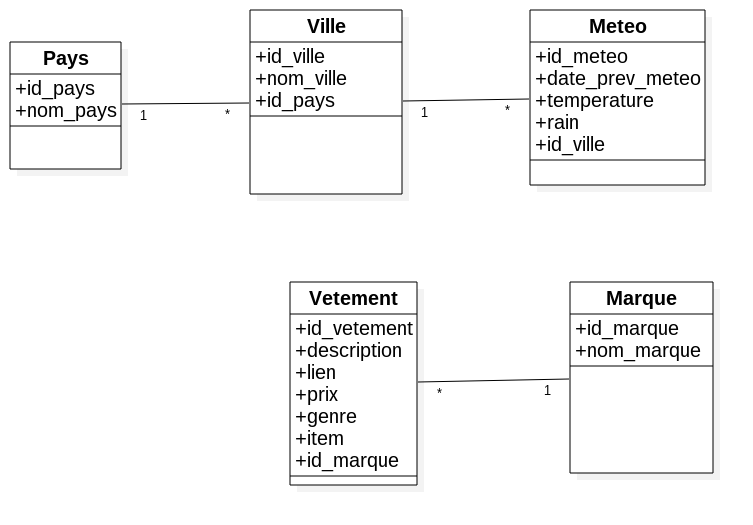 Pays
+id_pays
+nom_pays
1
*
Ville
+id_ville
+nom_ville
+id_pays
1
*
Meteo
+id_meteo
+date_prev_meteo
+temperature
+rain
+id_ville
Vetement
+id_vetement
+description
+lien
+prix
+genre
+item
+id_marque
*
1
Marque
+id_marque
+nom_marque